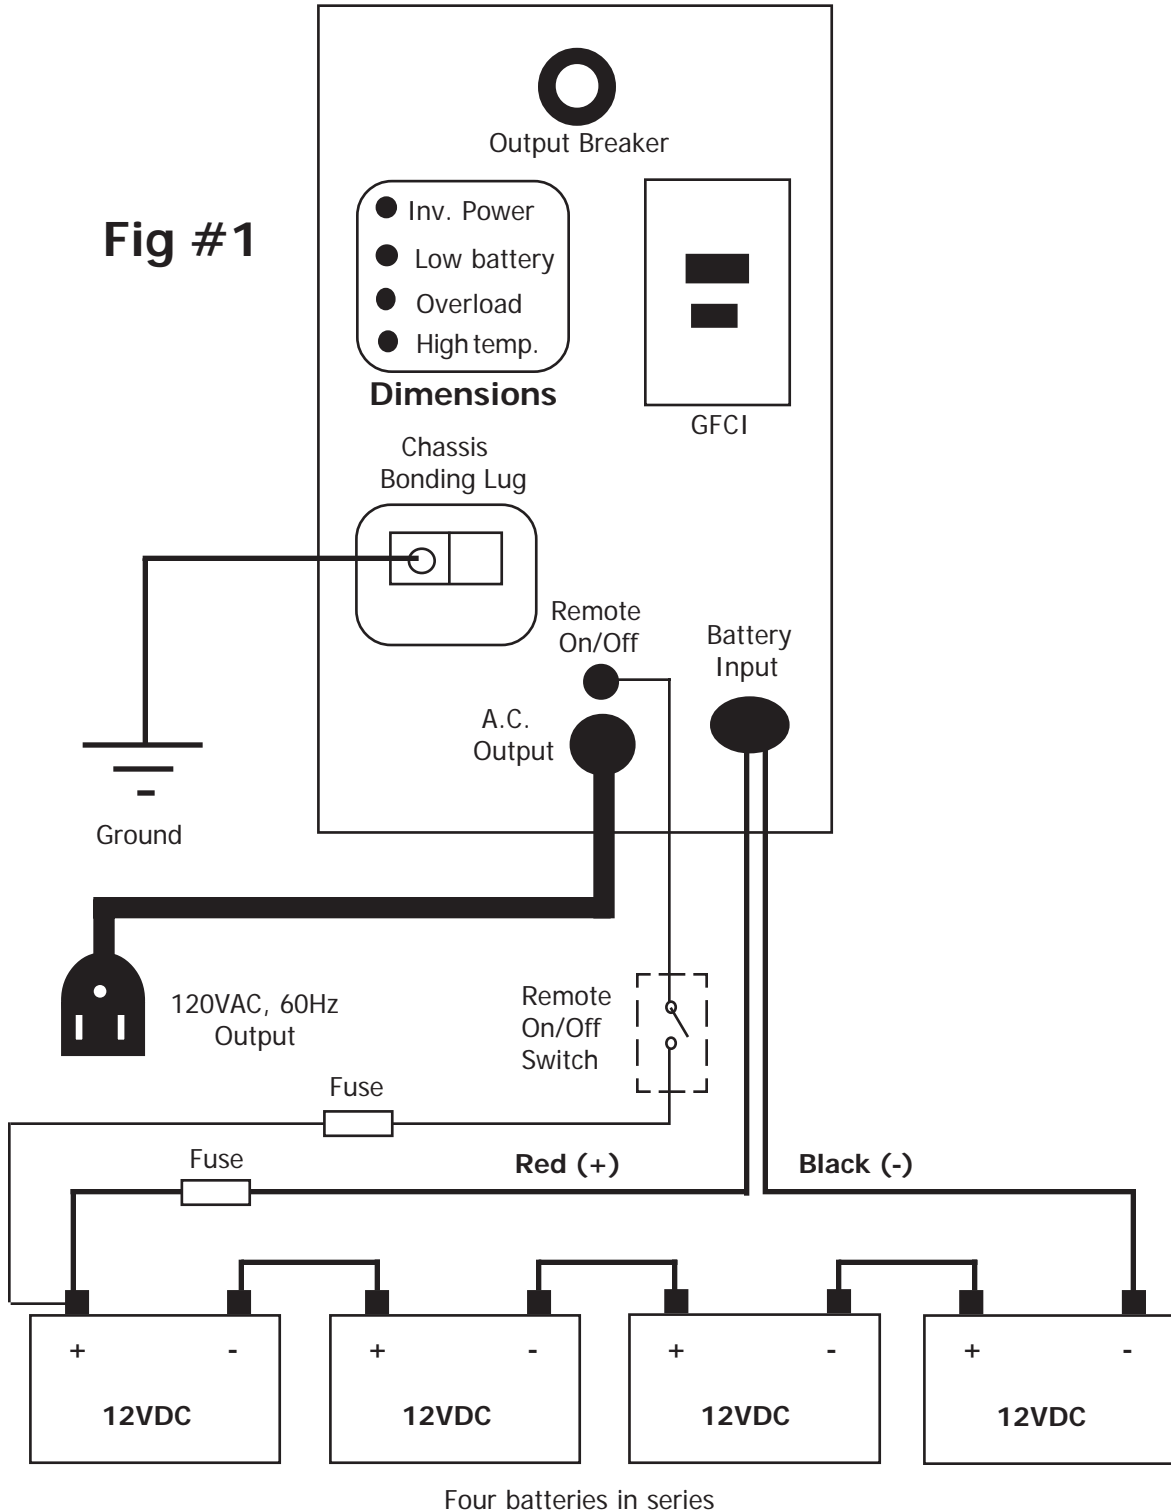 Output Breaker
Fig #1
Inv. Power
Low battery
Overload
High temp.
Dimensions
GFCI
Chassis
Bonding Lug
Remote
On/Off
Battery
Input
A.C.
Output
Ground
120VAC, 60Hz
Output
Remote
On/Off
Switch
Fuse
Fuse
Red (+)
Black (-)
+ -
12VDC
+ -
12VDC
+ -
12VDC
+ -
12VDC
Four batteries in series